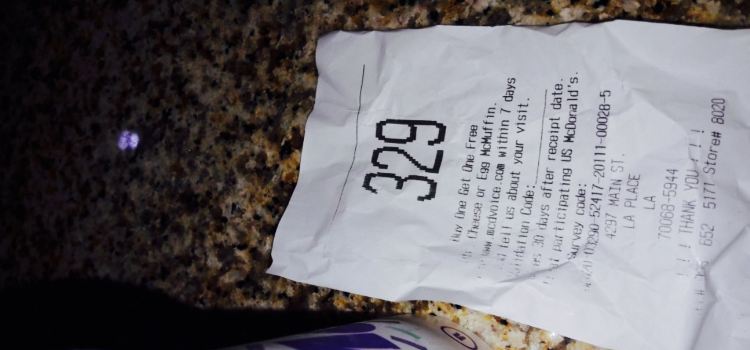 329
Buy One Get One Free
Cheese or Egg McMuffin.
www.mcdvoice.com within 7 days
tell us about your visit.
Validation Code:
30 days after receipt date.
participating US McDonald's.
Survey code:
52417-20111-00028-5
4297 MAIN ST.
LA PLACE
LA
70068-5944
! ! ! THANK YOU ! ! !
652 5171 Store# 8020